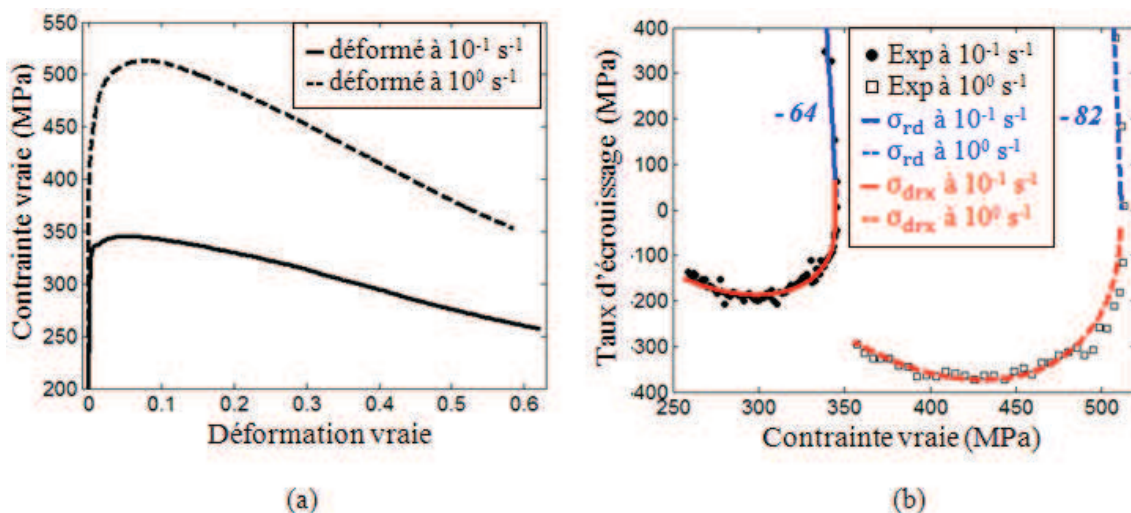 550
500
450
400
350
300
250
200
0
0.1
0.2
0.3
0.4
0.5
0.6
Contrainte vraie (MPa)
Déformation vraie
déformé à 10⁻¹ s⁻¹
déformé à 10⁰ s⁻¹
(a)
400
300
200
100
0
-100
-200
-300
-400
250
300
350
400
450
500
Taux d'écrouissage (MPa)
Contrainte vraie (MPa)
- 64
- 82
Exp à 10⁻¹ s⁻¹
Exp à 10⁰ s⁻¹
σrd à 10⁻¹ s⁻¹
σrd à 10⁰ s⁻¹
σdrx à 10⁻¹ s⁻¹
σdrx à 10⁰ s⁻¹
(b)